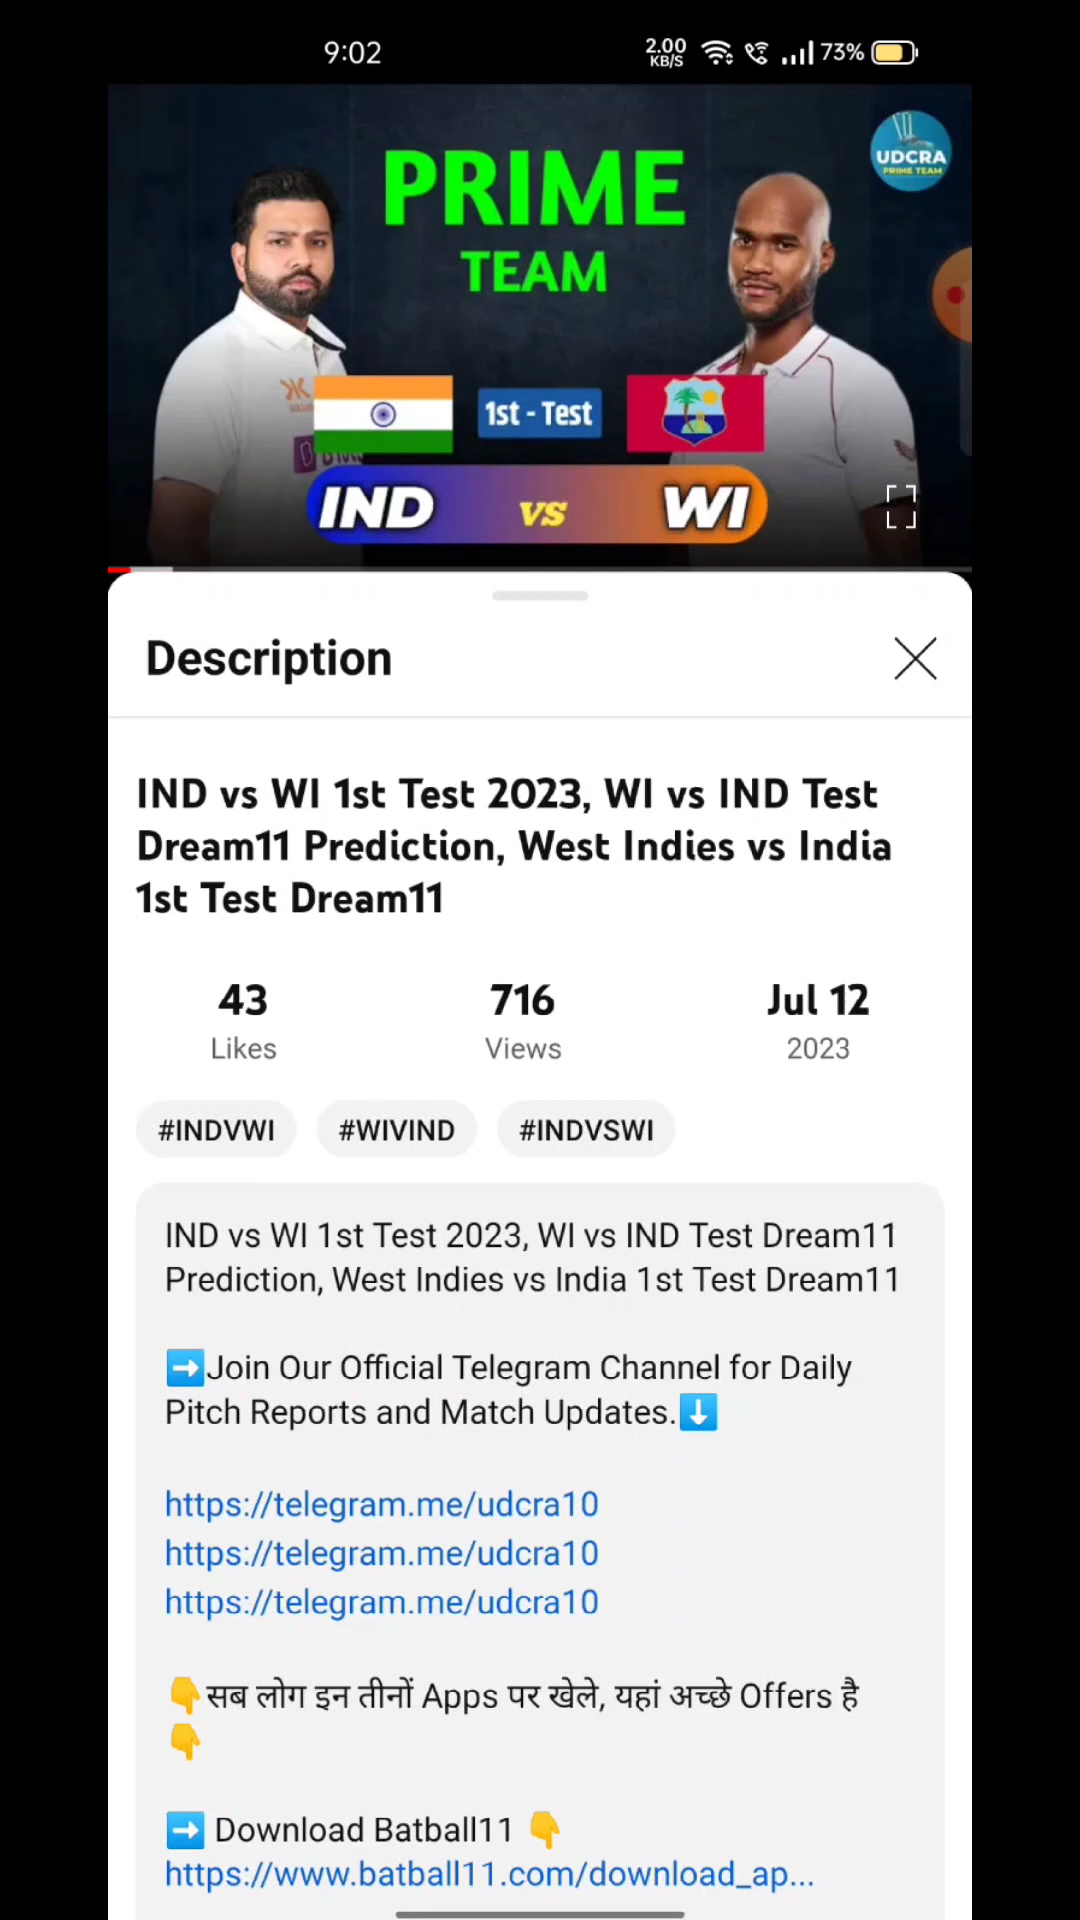 9:02
2.00
KB/S
73%
UDCRA
PRIME TEAM
PRIME
TEAM
1st - Test
IND vs WI
Description
IND vs WI 1st Test 2023, WI vs IND Test
Dream11 Prediction, West Indies vs India
1st Test Dream11
43 716 Jul 12
Likes Views 2023
#INDVWI #WIVIND #INDVSWI
IND vs WI 1st Test 2023, WI vs IND Test Dream11
Prediction, West Indies vs India 1st Test Dream11
➡️Join Our Official Telegram Channel for Daily
Pitch Reports and Match Updates.⬇️
https://telegram.me/udcra10
https://telegram.me/udcra10
https://telegram.me/udcra10
👇सब लोग इन तीनों Apps पर खेले, यहां अच्छे Offers है
👇
➡️ Download Batball11 👇
https://www.batball11.com/download_ap...